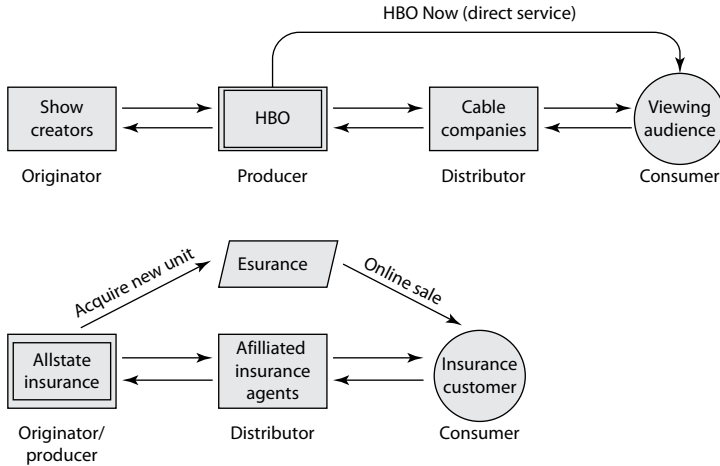 HBO Now (direct service)
Show
creators
HBO
Cable
companies
Viewing
audience
Originator
Producer
Distributor
Consumer
Acquire new unit
Esurance
Online sale
Allstate
insurance
Afilliated
insurance
agents
Insurance
customer
Originator/
producer
Distributor
Consumer